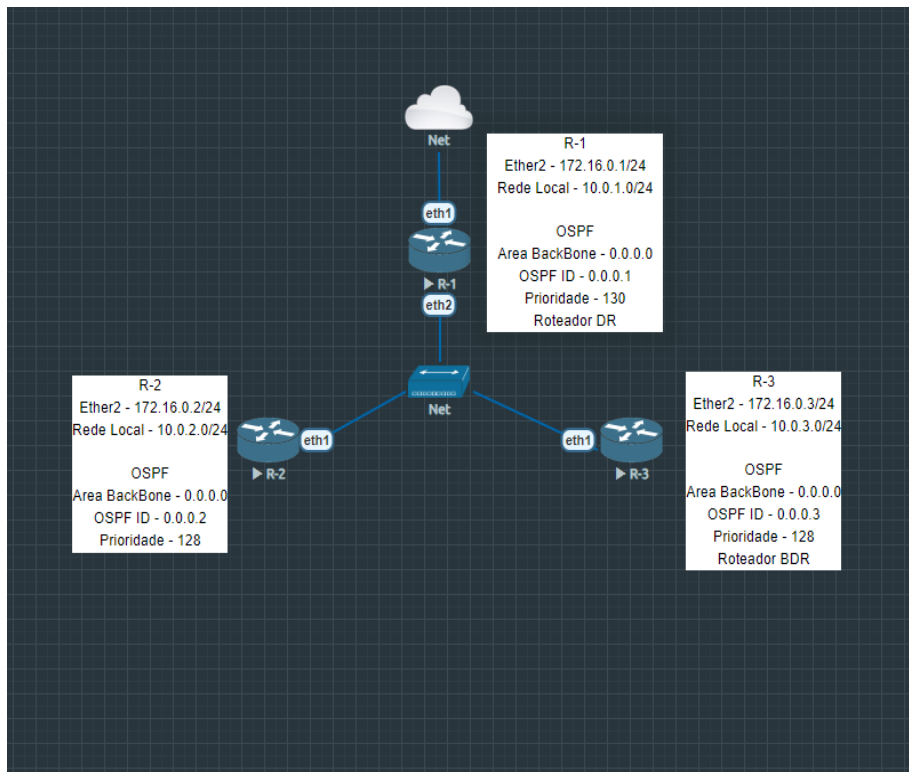 Net
R-1
Ether2 - 172.16.0.1/24
Rede Local - 10.0.1.0/24
OSPF
Area BackBone - 0.0.0.0
OSPF ID - 0.0.0.1
Prioridade - 130
Roteador DR
eth1
R-1
eth2
Net
R-2
Ether2 - 172.16.0.2/24
Rede Local - 10.0.2.0/24
OSPF
Area BackBone - 0.0.0.0
OSPF ID - 0.0.0.2
Prioridade - 128
eth1
R-2
eth1
R-3
R-3
Ether2 - 172.16.0.3/24
Rede Local - 10.0.3.0/24
OSPF
Area BackBone - 0.0.0.0
OSPF ID - 0.0.0.3
Prioridade - 128
Roteador BDR